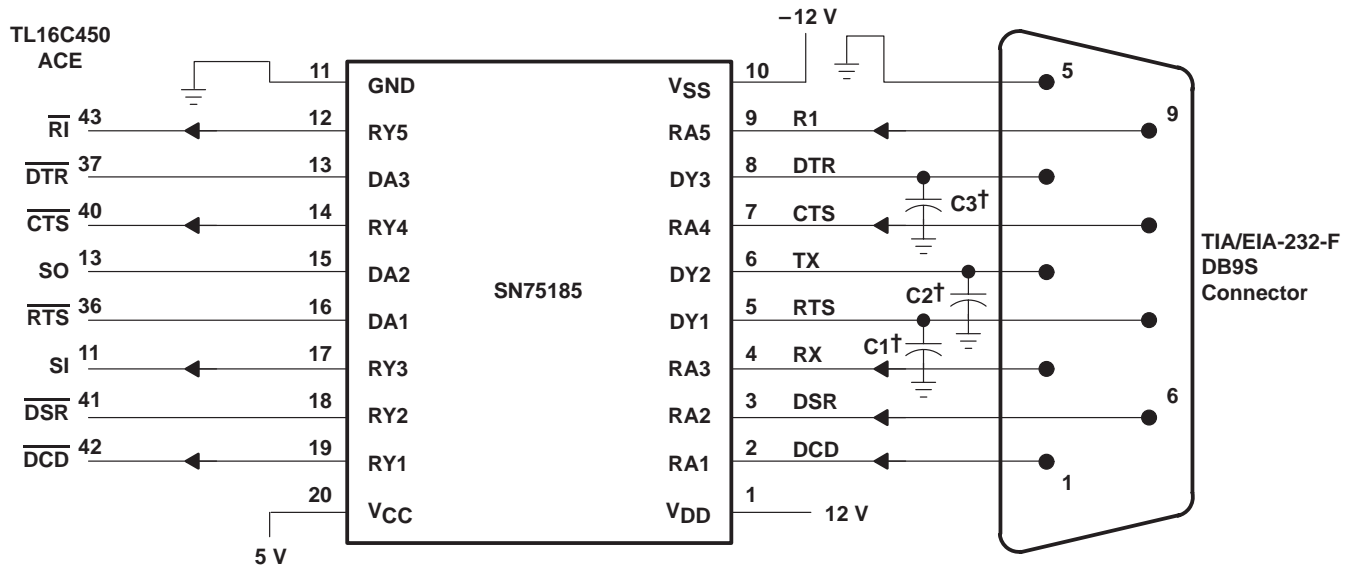 TL16C450
ACE
–12 V
11 GND VSS 10 5
RI 43 12 RY5 RA5 9 R1 9
DTR 37 13 DA3 DY3 8 DTR
C3†
CTS 40 14 RY4 RA4 7 CTS
SO 13 15 DA2 DY2 6 TX
C2†
RTS 36 16 DA1 DY1 5 RTS
C1†
SI 11 17 RY3 RA3 4 RX
DSR 41 18 RY2 RA2 3 DSR 6
DCD 42 19 RY1 RA1 2 DCD 1
20 VCC VDD 1 12 V
5 V
SN75185
TIA/EIA-232-F
DB9S
Connector